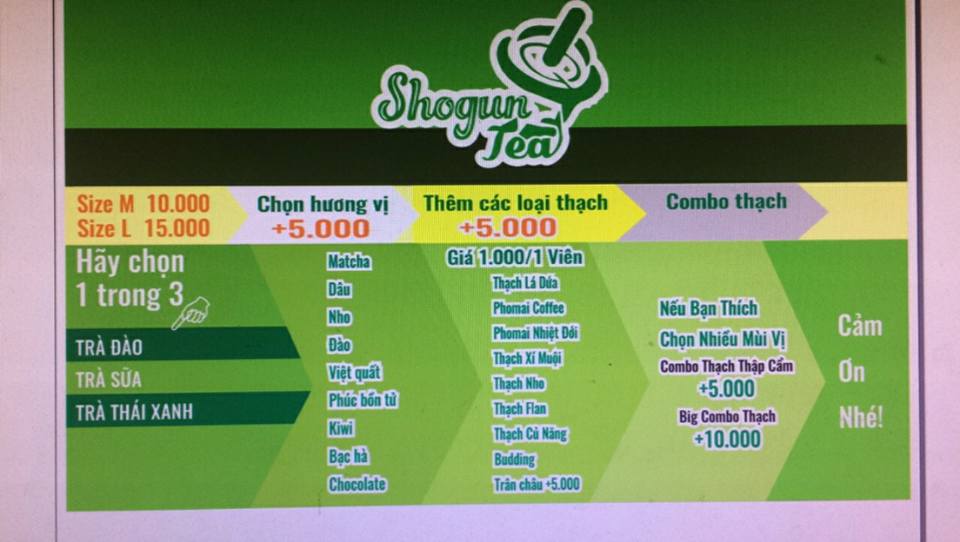 Shogun
Tea
Size M 10.000
Size L 15.000
Chọn hương vị
+5.000
Thêm các loại thạch
+5.000
Combo thạch
Hãy chọn
1 trong 3
TRÀ ĐÀO
TRÀ SỮA
TRÀ THÁI XANH
Matcha
Dâu
Nho
Đào
Việt quất
Phúc bồn tử
Kiwi
Bạc hà
Chocolate
Giá 1.000/1 Viên
Thạch Lá Dứa
Phomai Coffee
Phomai Nhiệt Đới
Thạch Xí Muội
Thạch Nho
Thạch Flan
Thạch Củ Năng
Budding
Trân châu +5.000
Nếu Bạn Thích
Chọn Nhiều Mùi Vị
Combo Thạch Thập Cẩm
+5.000
Big Combo Thạch
+10.000
Cảm
Ơn
Nhé!